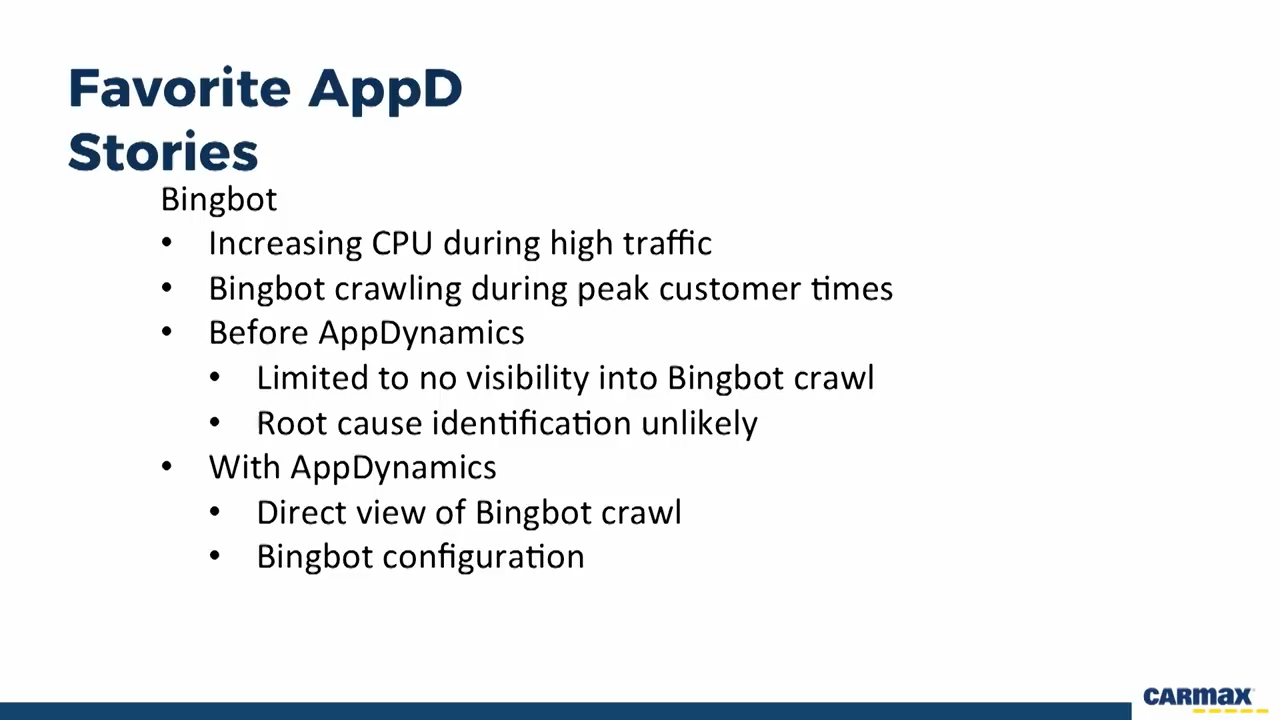 Favorite AppD
Stories
Bingbot
• Increasing CPU during high traffic
• Bingbot crawling during peak customer times
• Before AppDynamics
• Limited to no visibility into Bingbot crawl
• Root cause identification unlikely
• With AppDynamics
• Direct view of Bingbot crawl
• Bingbot configuration
CARMAX